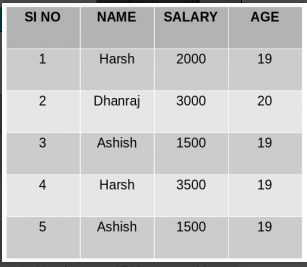 SI NO NAME SALARY AGE
1 Harsh 2000 19
2 Dhanraj 3000 20
3 Ashish 1500 19
4 Harsh 3500 19
5 Ashish 1500 19